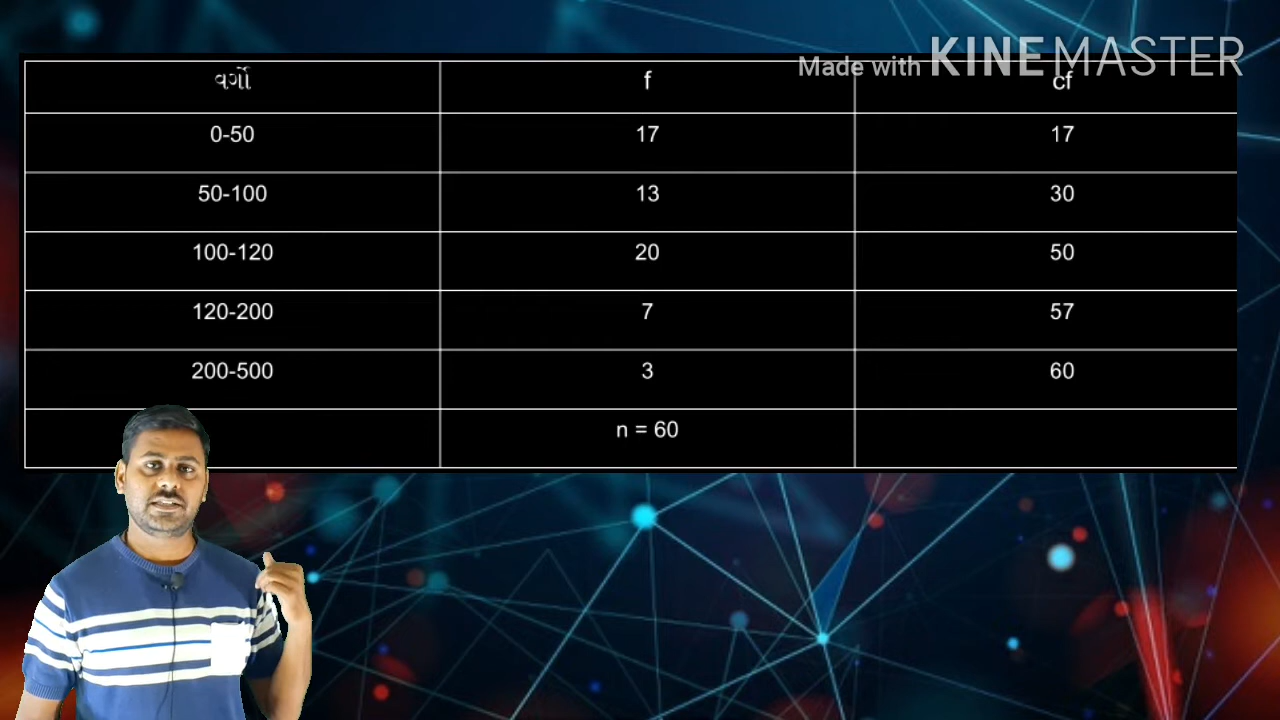 Made with KINEMASTER
વર્ગો f cf
0-50 17 17
50-100 13 30
100-120 20 50
120-200 7 57
200-500 3 60
n = 60